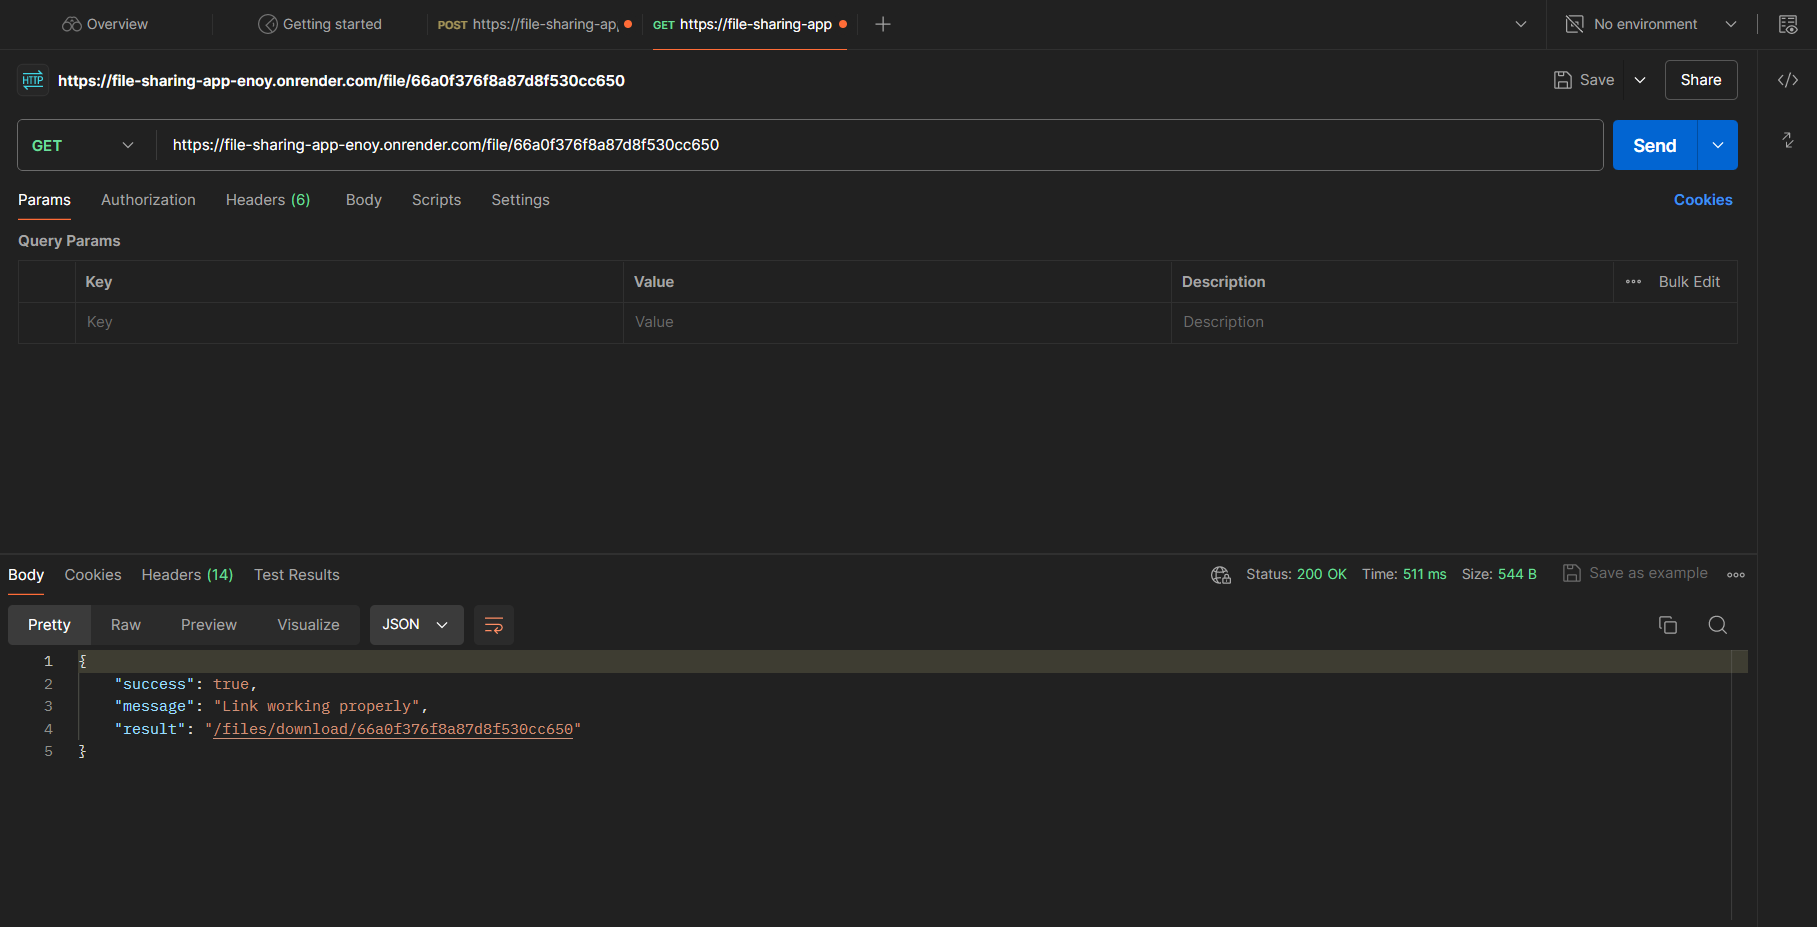 Overview
Getting started
POST https://file-sharing-ap
GET https://file-sharing-app
No environment
HTTP
https://file-sharing-app-enoy.onrender.com/file/66a0f376f8a87d8f530cc650
Save
Share
GET
https://file-sharing-app-enoy.onrender.com/file/66a0f376f8a87d8f530cc650
Send
Params
Authorization
Headers (6)
Body
Scripts
Settings
Cookies
Query Params
Key Value Description
Bulk Edit
Key Value Description
Body
Cookies
Headers (14)
Test Results
Status: 200 OK Time: 511 ms Size: 544 B
Save as example
Pretty
Raw
Preview
Visualize
JSON
1 {
2 "success": true,
3 "message": "Link working properly",
4 "result": "/files/download/66a0f376f8a87d8f530cc650"
5 }